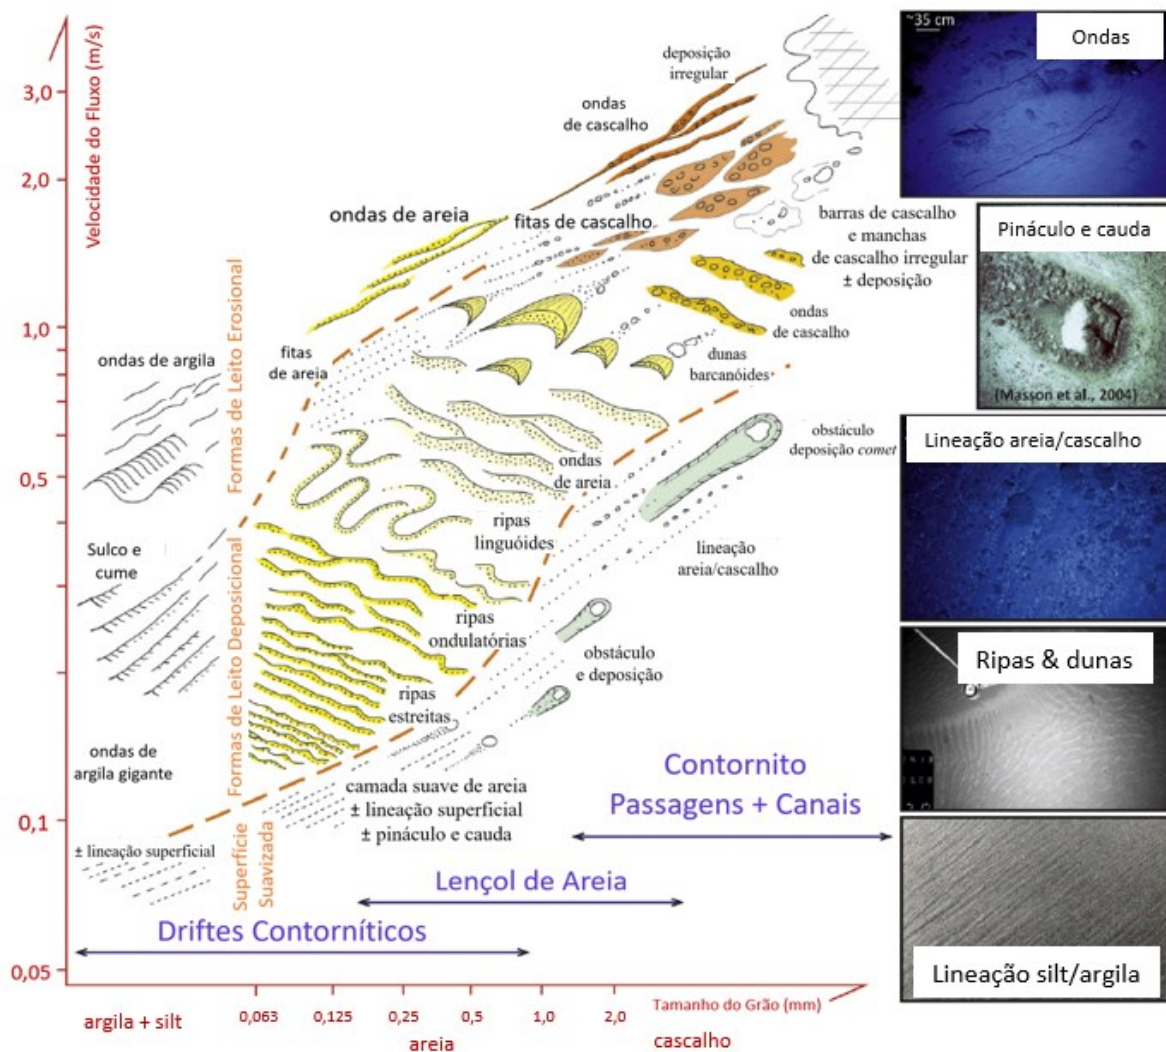 Velocidade do Fluxo (m/s)
3,0
2,0
1,0
0,5
0,1
0,05
deposição
irregular
ondas
de cascalho
ondas de areia
fitas de cascalho
barras de cascalho
e manchas
de cascalho irregular
± deposição
ondas
de cascalho
fitas
de areia
dunas
barcanóides
ondas de argila
Formas de Leito Erosional
obstáculo
deposição comet
ondas
de areia
ripas
linguóides
lineação
areia/cascalho
Sulco e
cume
ripas
ondulatórias
obstáculo
e deposição
Formas de Leito Deposicional
ripas
estreitas
ondas de
argila gigante
camada suave de areia
± lineação superficial
± pináculo e cauda
± lineação superficial
Superfície
Suavizada
Contornito
Passagens + Canais
Lençol de Areia
Driftes Contorníticos
argila + silt
0,063
0,125
0,25
0,5
1,0
2,0
Tamanho do Grão (mm)
areia
cascalho
~35 cm
Ondas
Pináculo e cauda
(Masson et al., 2004)
Lineação areia/cascalho
Ripas & dunas
Lineação silt/argila